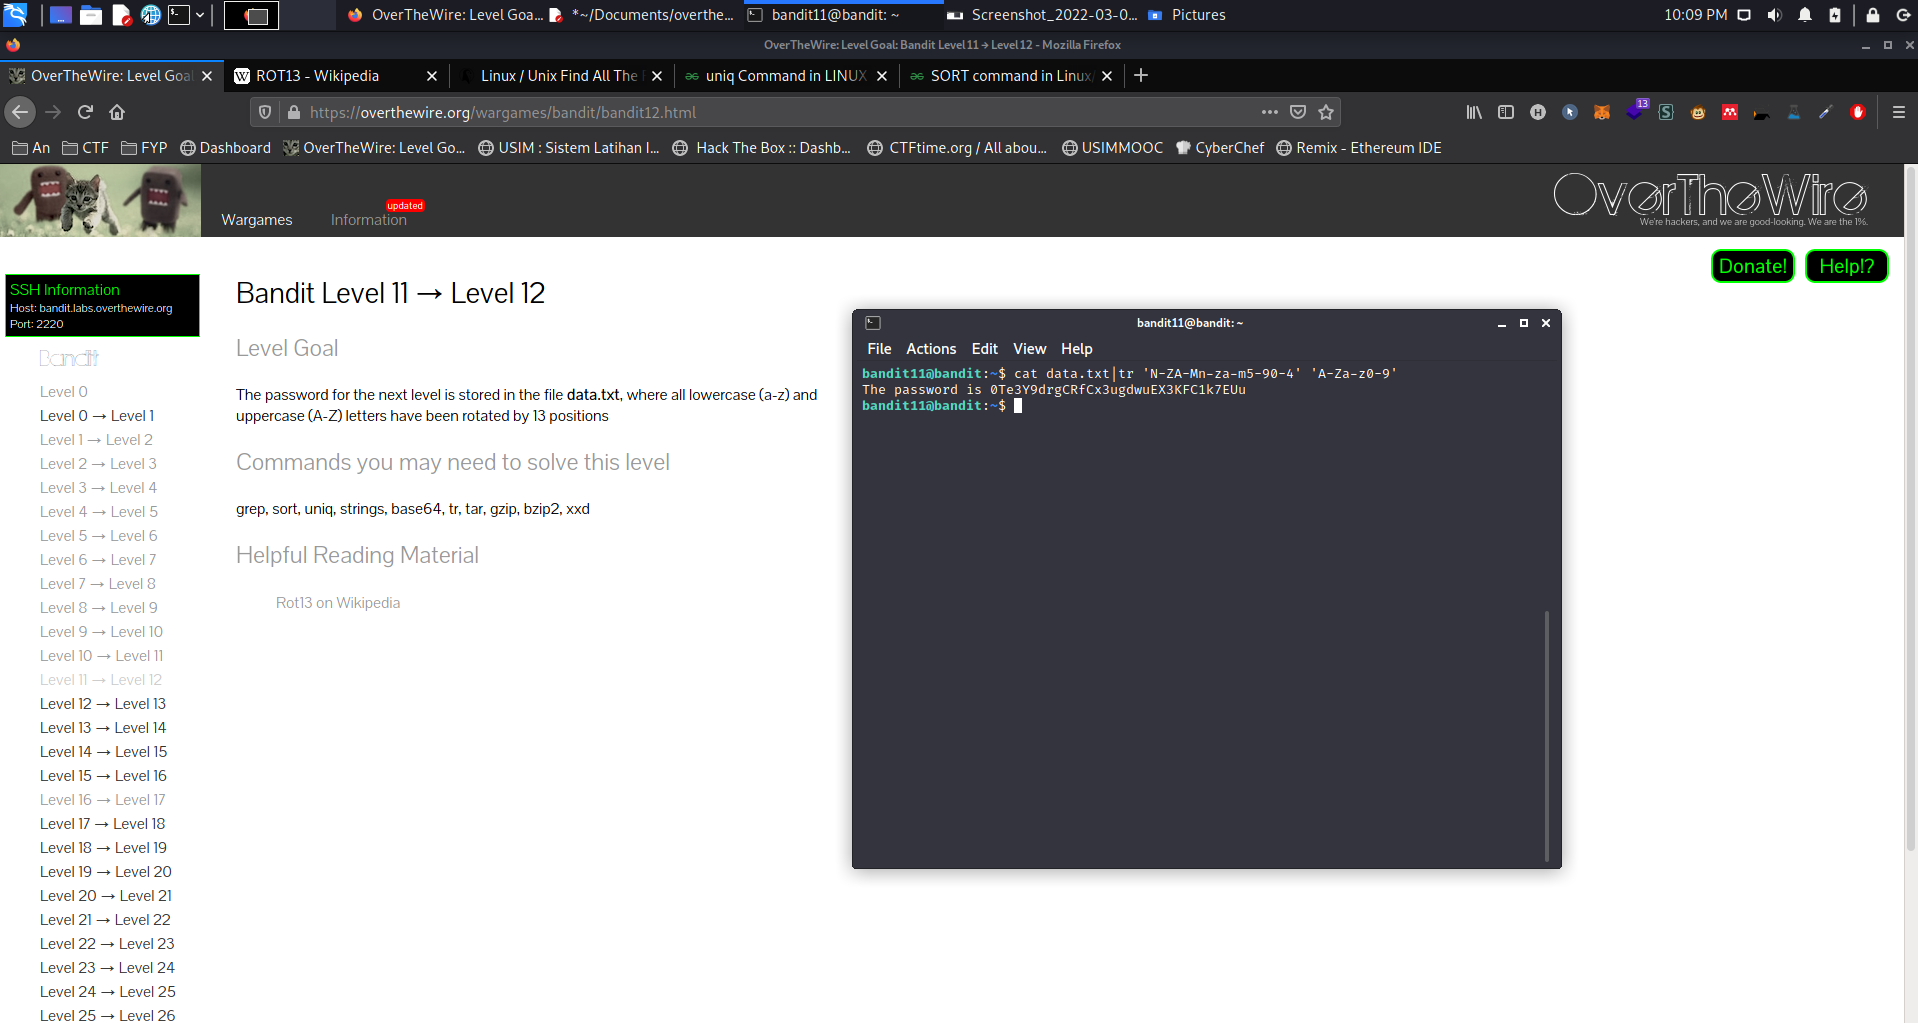 OverTheWire: Level Goa... *~/Documents/overthe... bandit11@bandit: ~ Screenshot_2022-03-0... Pictures 10:09 PM
OverTheWire: Level Goal: Bandit Level 11 → Level 12 - Mozilla Firefox
OverTheWire: Level Goal ROT13 - Wikipedia Linux / Unix Find All The uniq Command in LINUX SORT command in Linux/
https://overthewire.org/wargames/bandit/bandit12.html 13
An CTF FYP Dashboard OverTheWire: Level Go... USIM : Sistem Latihan I... Hack The Box :: Dashb... CTFtime.org / All abou... USIMMOOC CyberChef Remix - Ethereum IDE
Wargames
Information
updated
OverTheWire
We're hackers, and we are good-looking. We are the 1%.
Donate! Help!?
SSH Information
Host: bandit.labs.overthewire.org
Port: 2220
Bandit
Level 0
Level 0 → Level 1
Level 1 → Level 2
Level 2 → Level 3
Level 3 → Level 4
Level 4 → Level 5
Level 5 → Level 6
Level 6 → Level 7
Level 7 → Level 8
Level 8 → Level 9
Level 9 → Level 10
Level 10 → Level 11
Level 11 → Level 12
Level 12 → Level 13
Level 13 → Level 14
Level 14 → Level 15
Level 15 → Level 16
Level 16 → Level 17
Level 17 → Level 18
Level 18 → Level 19
Level 19 → Level 20
Level 20 → Level 21
Level 21 → Level 22
Level 22 → Level 23
Level 23 → Level 24
Level 24 → Level 25
Level 25 → Level 26
Bandit Level 11 → Level 12
Level Goal
The password for the next level is stored in the file data.txt, where all lowercase (a-z) and
uppercase (A-Z) letters have been rotated by 13 positions
Commands you may need to solve this level
grep, sort, uniq, strings, base64, tr, tar, gzip, bzip2, xxd
Helpful Reading Material
Rot13 on Wikipedia
bandit11@bandit: ~
File Actions Edit View Help
bandit11@bandit:~$ cat data.txt|tr 'N-ZA-Mn-za-m5-90-4' 'A-Za-z0-9'
The password is 0Te3Y9drgCRfCx3ugdwuEX3KFC1k7EUu
bandit11@bandit:~$